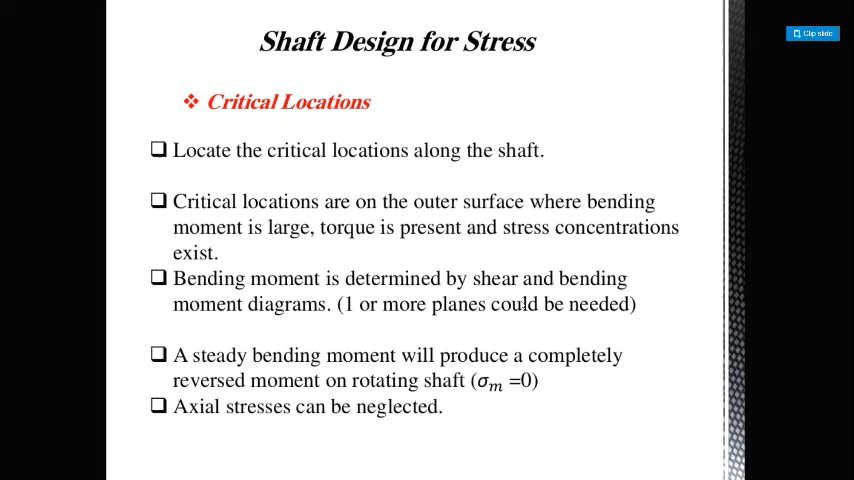 Shaft Design for Stress
Clip slide
❖ Critical Locations
❑ Locate the critical locations along the shaft.
❑ Critical locations are on the outer surface where bending
moment is large, torque is present and stress concentrations
exist.
❑ Bending moment is determined by shear and bending
moment diagrams. (1 or more planes could be needed)
❑ A steady bending moment will produce a completely
reversed moment on rotating shaft (σₘ =0)
❑ Axial stresses can be neglected.